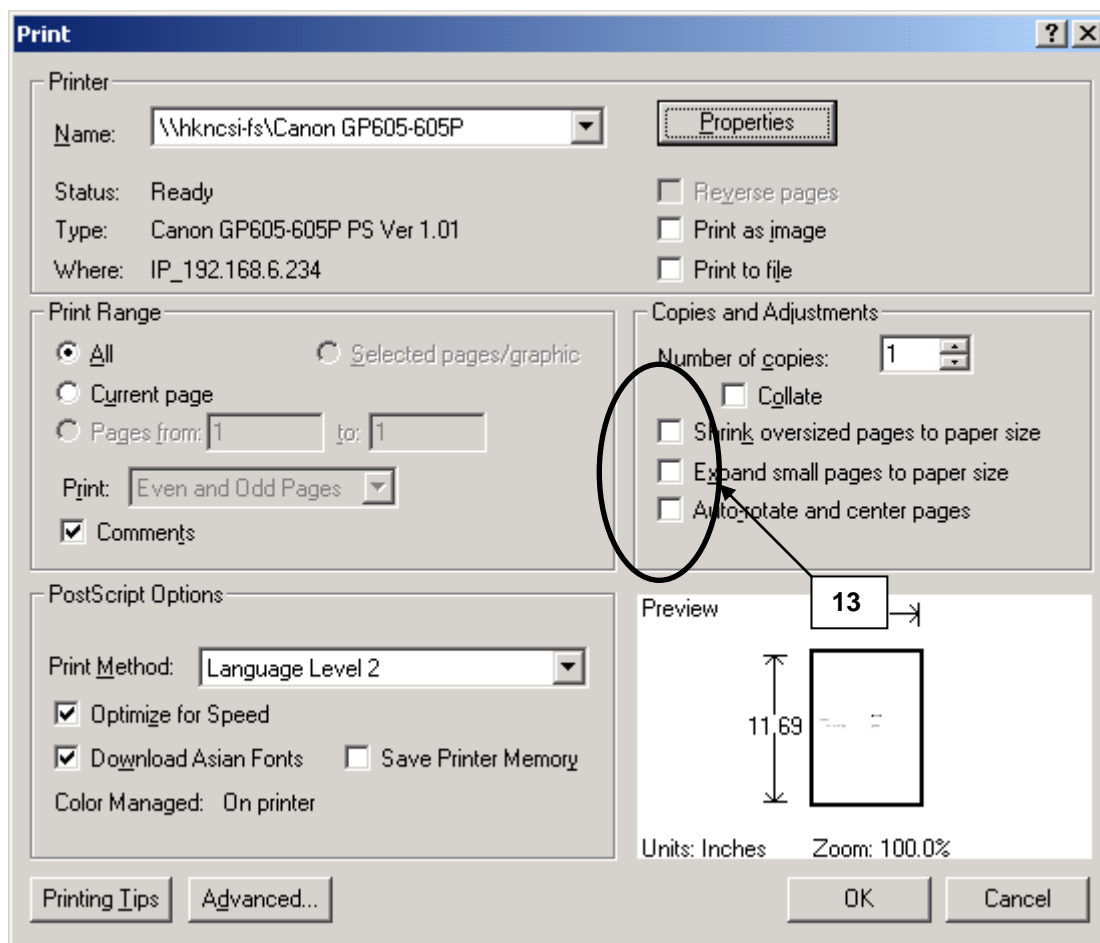 Print
Printer
Name: \\hkncsi-fs\Canon GP605-605P
Properties
Status: Ready
Type: Canon GP605-605P PS Ver 1.01
Where: IP_192.168.6.234
Reverse pages
Print as image
Print to file
Print Range
All
Selected pages/graphic
Current page
Pages from: 1 to: 1
Print: Even and Odd Pages
Comments
Copies and Adjustments
Number of copies: 1
Collate
Shrink oversized pages to paper size
Expand small pages to paper size
Auto-rotate and center pages
13
PostScript Options
Print Method: Language Level 2
Optimize for Speed
Download Asian Fonts
Save Printer Memory
Color Managed: On printer
Preview
11.69
Units: Inches Zoom: 100.0%
Printing Tips
Advanced...
OK
Cancel